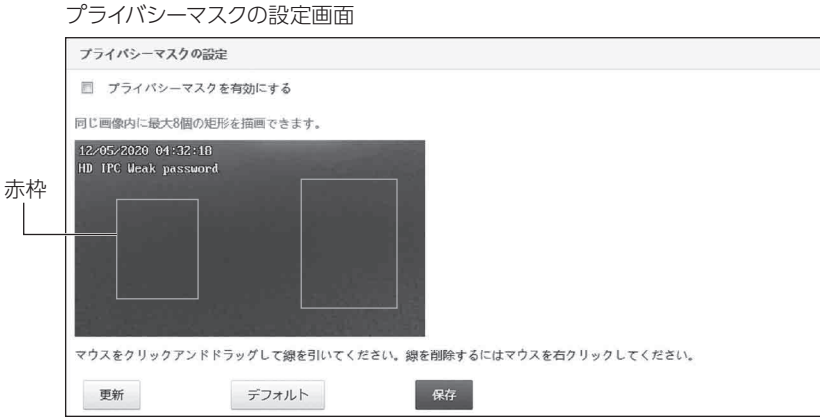 プライバシーマスクの設定画面
プライバシーマスクの設定
プライバシーマスクを有効にする
同じ画像内に最大8個の矩形を描画できます。
12/05/2020 04:32:18
HD IPC Weak password
赤枠
マウスをクリックアンドドラッグして線を引いてください。線を削除するにはマウスを右クリックしてください。
更新 デフォルト 保存